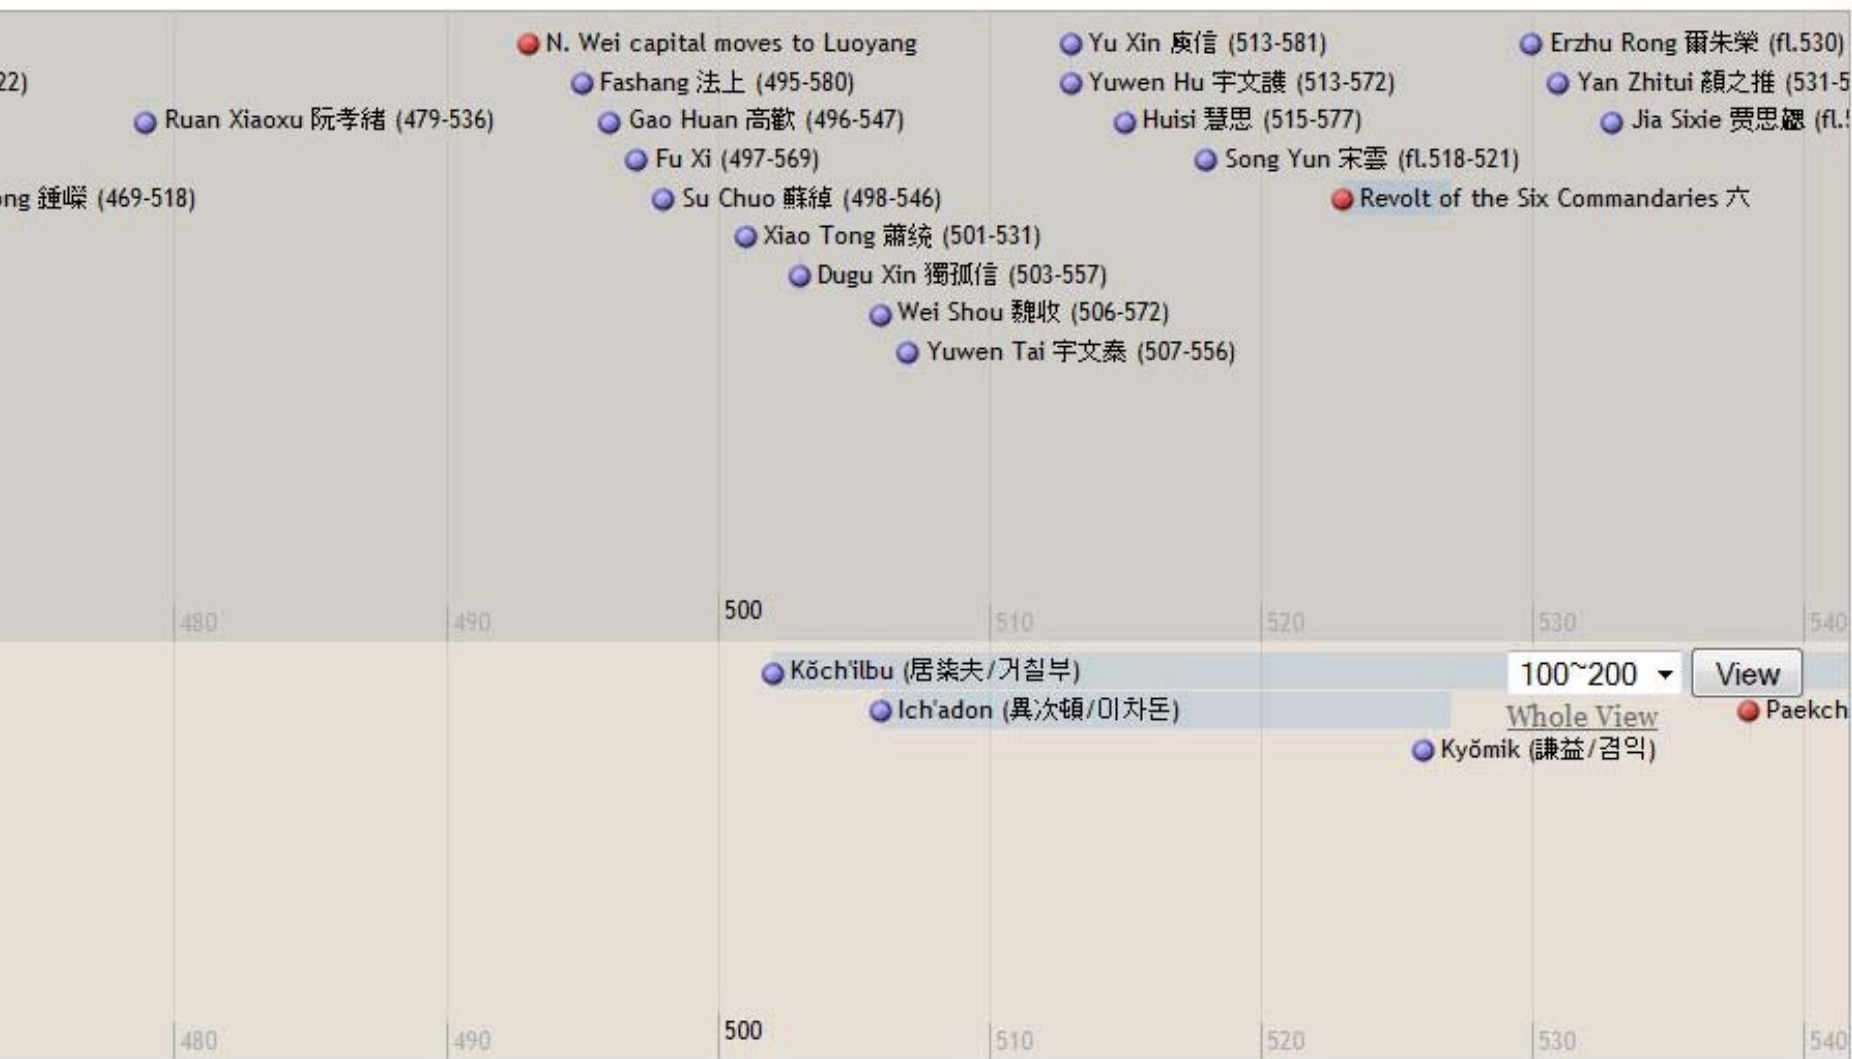 N. Wei capital moves to Luoyang
Yu Xin 庾信 (513-581)
Erzhu Rong 爾朱榮 (fl.530)
22)
Fashang 法上 (495-580)
Yuwen Hu 宇文護 (513-572)
Yan Zhitui 顏之推 (531-5
Ruan Xiaoxu 阮孝緒 (479-536)
Gao Huan 高歡 (496-547)
Huisi 慧思 (515-577)
Jia Sixie 贾思勰 (fl.5
Fu Xi (497-569)
Song Yun 宋雲 (fl.518-521)
ong 鍾嶸 (469-518)
Su Chuo 蘇綽 (498-546)
Revolt of the Six Commandaries 六
Xiao Tong 蕭统 (501-531)
Dugu Xin 獨孤信 (503-557)
Wei Shou 魏收 (506-572)
Yuwen Tai 宇文泰 (507-556)
480 490 500 510 520 530 540
Kŏch'ilbu (居柒夫/거칠부)
100~200
View
Ich'adon (異次頓/이차돈)
Whole View
Paekch
Kyŏmik (謙益/겸익)
480 490 500 510 520 530 540